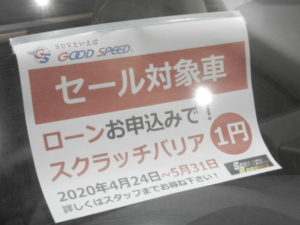 SUVといえば
GOOD SPEED.
セール対象車
ローンお申込みで!
スクラッチバリア 1円
2020年4月24日~5月31日
詳しくはスタッフまでお尋ね下さい!